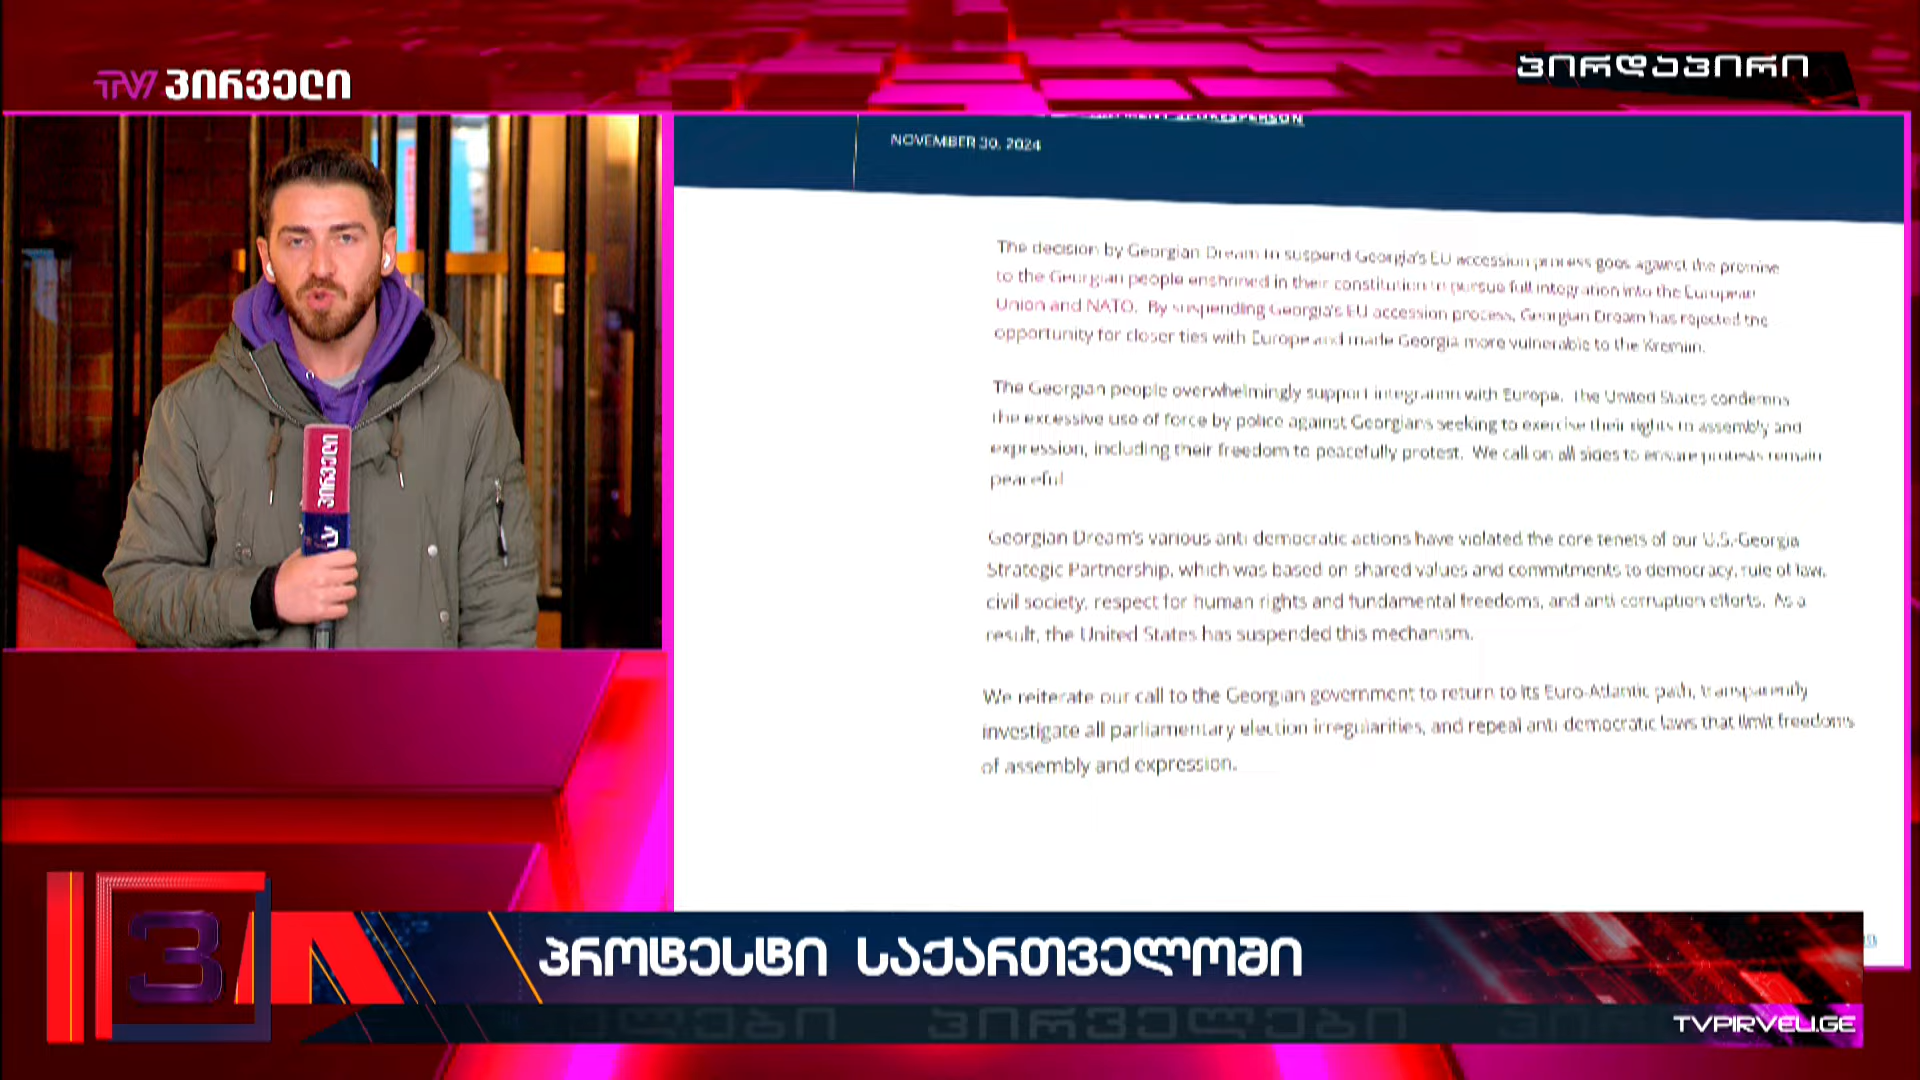 TV ᲞᲘᲠᲕᲔᲚᲘ
ᲞᲘᲠᲓᲐᲞᲘᲠᲘ
NOVEMBER 30, 2024
The decision by Georgian Dream to suspend Georgia's EU accession process goes against the promise
to the Georgian people enshrined in their constitution to pursue full integration into the European
Union and NATO. By suspending Georgia's EU accession process, Georgian Dream has rejected the
opportunity for closer ties with Europe and made Georgia more vulnerable to the Kremlin.
The Georgian people overwhelmingly support integration with Europe. The United States condemns
the excessive use of force by police against Georgians seeking to exercise their rights to assembly and
expression, including their freedom to peacefully protest. We call on all sides to ensure protests remain
peaceful
Georgian Dream's various anti democratic actions have violated the core tenets of our U.S.-Georgia
Strategic Partnership, which was based on shared values and commitments to democracy, rule of law,
civil society, respect for human rights and fundamental freedoms, and anti corruption efforts. As a
result, the United States has suspended this mechanism.
We reiterate our call to the Georgian government to return to its Euro-Atlantic path, transparently
investigate all parliamentary election irregularities, and repeal anti democratic laws that limit freedoms
of assembly and expression.
ᲞᲘᲠᲕᲔᲚᲘ
TV
ᲞᲠᲝᲢᲔᲡᲢᲘ ᲡᲐᲥᲐᲠᲗᲕᲔᲚᲝᲨᲘ
ᲞᲘᲠᲕᲔᲚᲔᲑᲘ
TVPIRVELI.GE